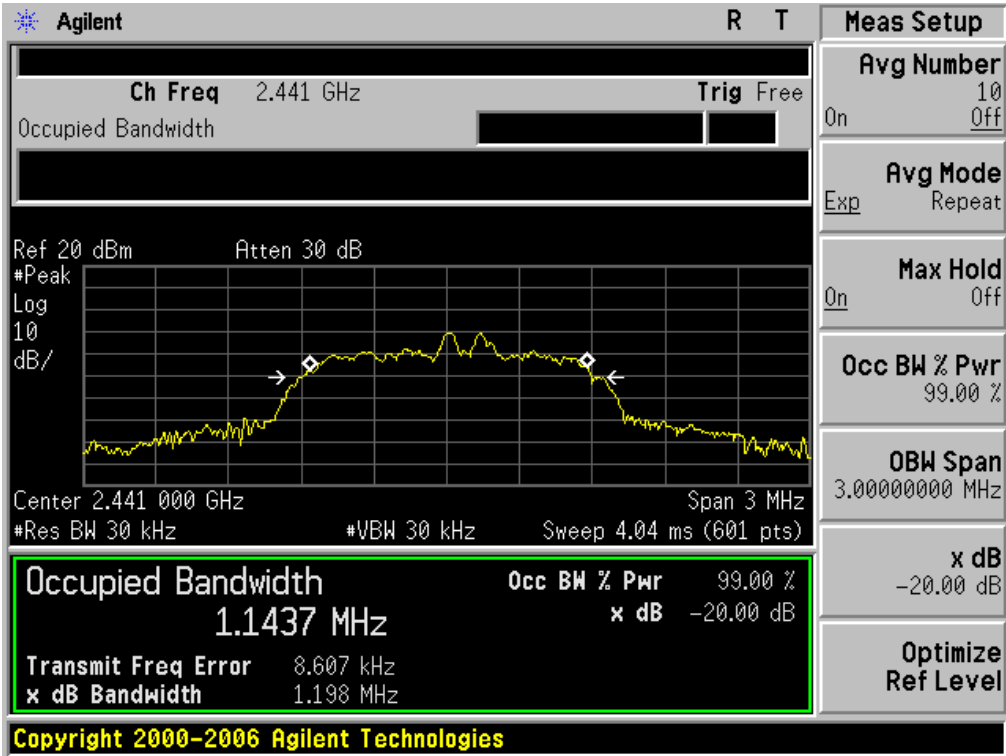 Agilent R T
Ch Freq 2.441 GHz Trig Free
Occupied Bandwidth
Ref 20 dBm Atten 30 dB
#Peak
Log
10
dB/
Center 2.441 000 GHz Span 3 MHz
#Res BW 30 kHz #VBW 30 kHz Sweep 4.04 ms (601 pts)
Occupied Bandwidth Occ BW % Pwr 99.00 %
1.1437 MHz x dB -20.00 dB
Transmit Freq Error 8.607 kHz
x dB Bandwidth 1.198 MHz
Copyright 2000-2006 Agilent Technologies
Meas Setup
Avg Number
10
On Off
Avg Mode
Exp Repeat
Max Hold
On Off
Occ BW % Pwr
99.00 %
OBW Span
3.00000000 MHz
x dB
-20.00 dB
Optimize
Ref Level